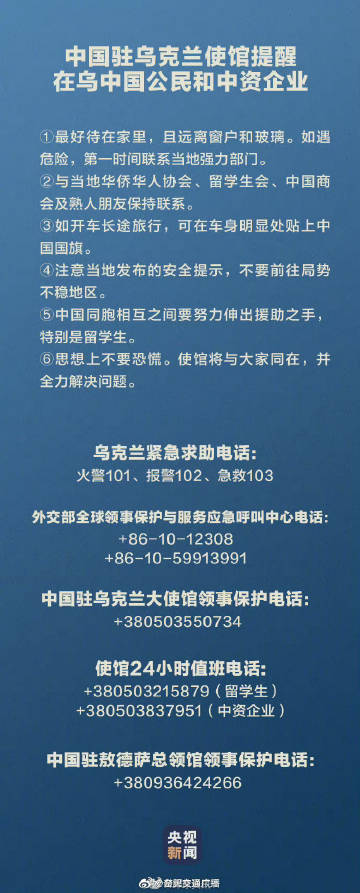 中国驻乌克兰使馆提醒
在乌中国公民和中资企业
①最好待在家里，且远离窗户和玻璃。如遇
危险，第一时间联系当地强力部门。
②与当地华侨华人协会、留学生会、中国商
会及熟人朋友保持联系。
③如开车长途旅行，可在车身明显处贴上中
国国旗。
④注意当地发布的安全提示，不要前往局势
不稳地区。
⑤中国同胞相互之间要努力伸出援助之手，
特别是留学生。
⑥思想上不要恐慌。使馆将与大家同在，并
全力解决问题。
乌克兰紧急求助电话：
火警101、报警102、急救103
外交部全球领事保护与服务应急呼叫中心电话：
+86-10-12308
+86-10-59913991
中国驻乌克兰大使馆领事保护电话：
+380503550734
使馆24小时值班电话：
+380503215879（留学生）
+380503837951（中资企业）
中国驻敖德萨总领馆领事保护电话：
+380936424266
央视
新闻
交通广播